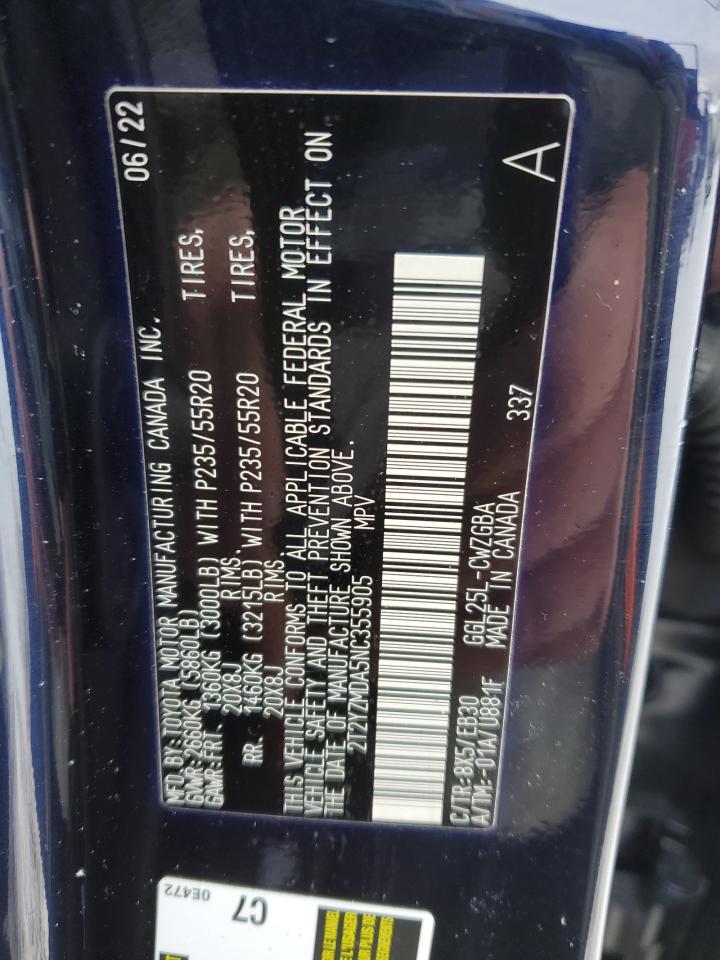 MFD. BY: TOYOTA MOTOR MANUFACTURING CANADA INC. 06/22
GVWR: 2660KG (5860LB)
GAWR: FR. 1360KG (3000LB) WITH P235/55R20 TIRES,
20X8J RIMS,
RR. 1460KG (3215LB) WITH P235/55R20 TIRES,
20X8J RIMS
THIS VEHICLE CONFORMS TO ALL APPLICABLE FEDERAL MOTOR
VEHICLE SAFETY AND THEFT PREVENTION STANDARDS IN EFFECT ON
THE DATE OF MANUFACTURE SHOWN ABOVE.
2T2YZMDA5NC355905 MPV
C/TR: 8X5/EB30 GGL25L-CWZGBA
A/TM: -01A/U881F MADE IN CANADA 337 A
C7
0E472